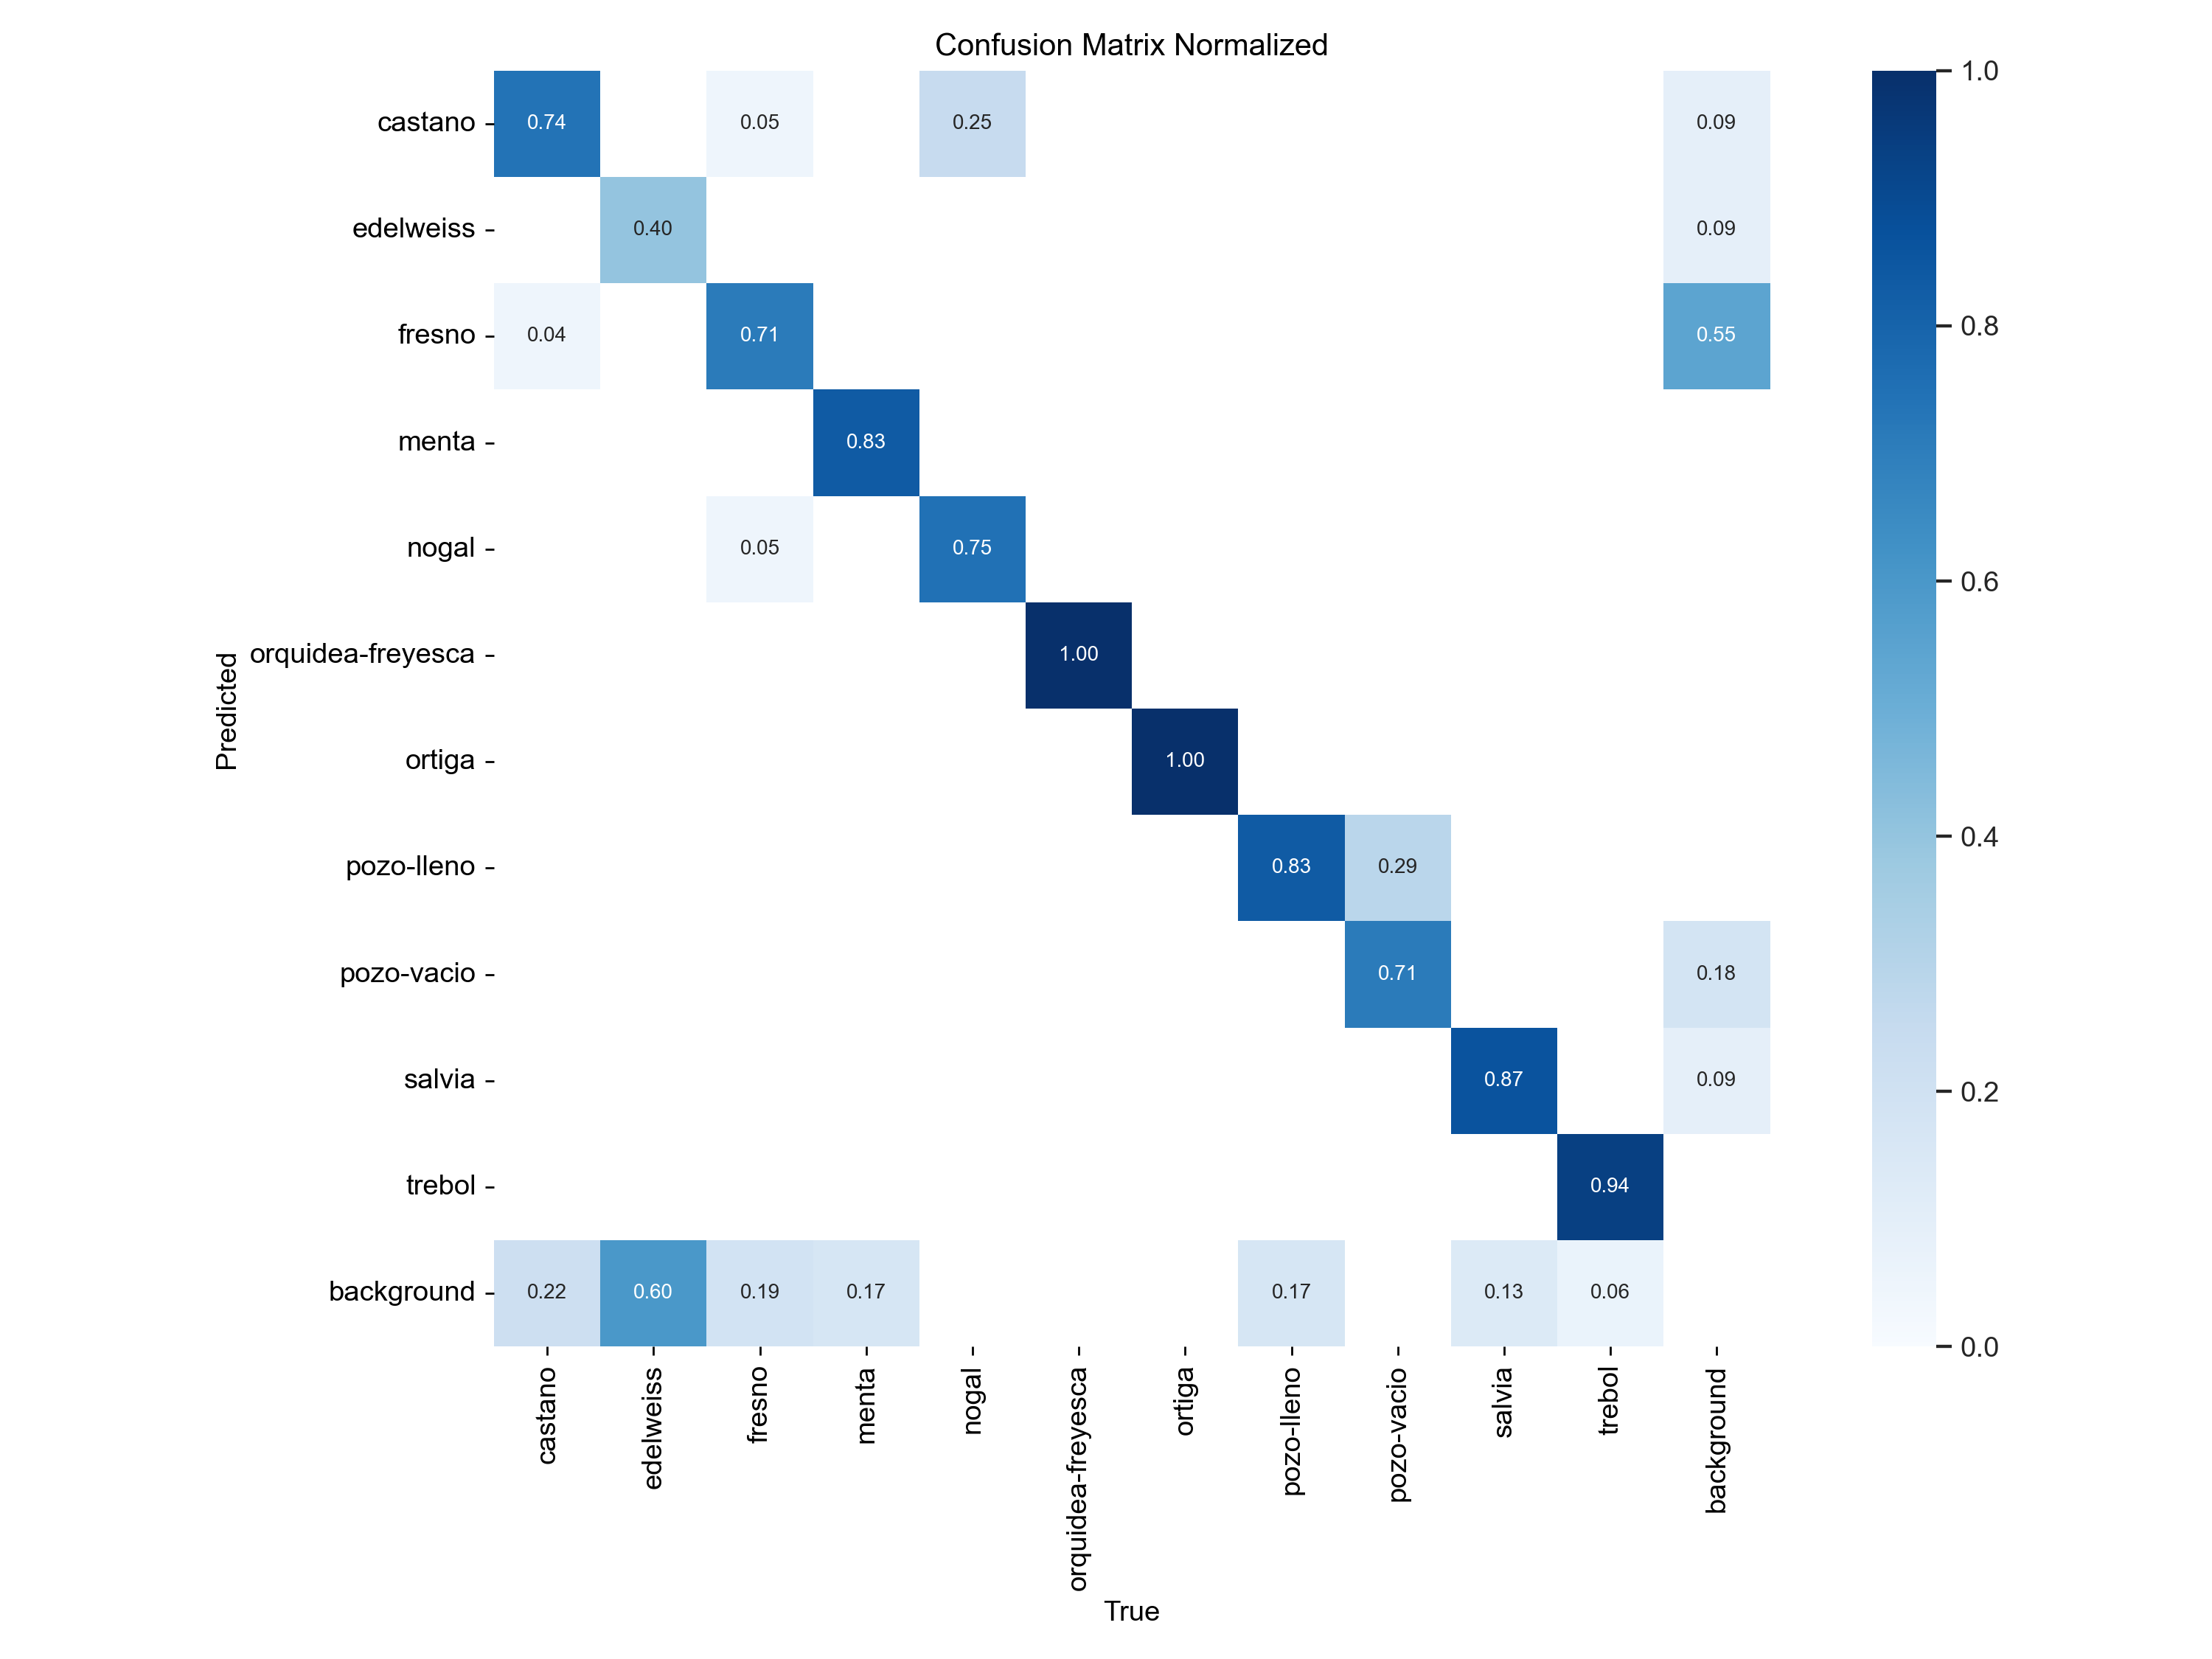 Confusion Matrix Normalized
castano 0.74 0.05 0.25 0.09
edelweiss 0.40 0.09
fresno 0.04 0.71 0.55
menta 0.83
nogal 0.05 0.75
orquidea-freyesca 1.00
ortiga 1.00
pozo-lleno 0.83 0.29
pozo-vacio 0.71 0.18
salvia 0.87 0.09
trebol 0.94
background 0.22 0.60 0.19 0.17 0.17 0.13 0.06
Predicted
castano
edelweiss
fresno
menta
nogal
orquidea-freyesca
ortiga
pozo-lleno
pozo-vacio
salvia
trebol
background
True
1.0
0.8
0.6
0.4
0.2
0.0